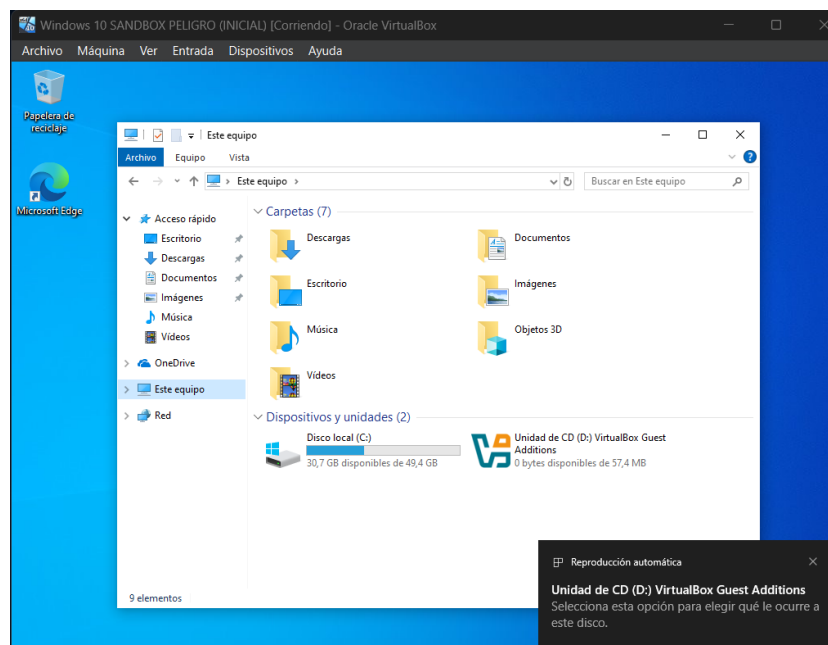 Windows 10 SANDBOX PELIGRO (INICIAL) [Corriendo] - Oracle VirtualBox
Archivo Máquina Ver Entrada Dispositivos Ayuda
Papelera de
reciclaje
Microsoft Edge
Este equipo
Archivo Equipo Vista
Este equipo
Buscar en Este equipo
Acceso rápido
Escritorio
Descargas
Documentos
Imágenes
Música
Vídeos
OneDrive
Este equipo
Red
Carpetas (7)
Descargas
Documentos
Escritorio
Imágenes
Música
Objetos 3D
Vídeos
Dispositivos y unidades (2)
Disco local (C:)
30,7 GB disponibles de 49,4 GB
Unidad de CD (D:) VirtualBox Guest
Additions
0 bytes disponibles de 57,4 MB
9 elementos
Reproducción automática
Unidad de CD (D:) VirtualBox Guest Additions
Selecciona esta opción para elegir qué le ocurre a
este disco.